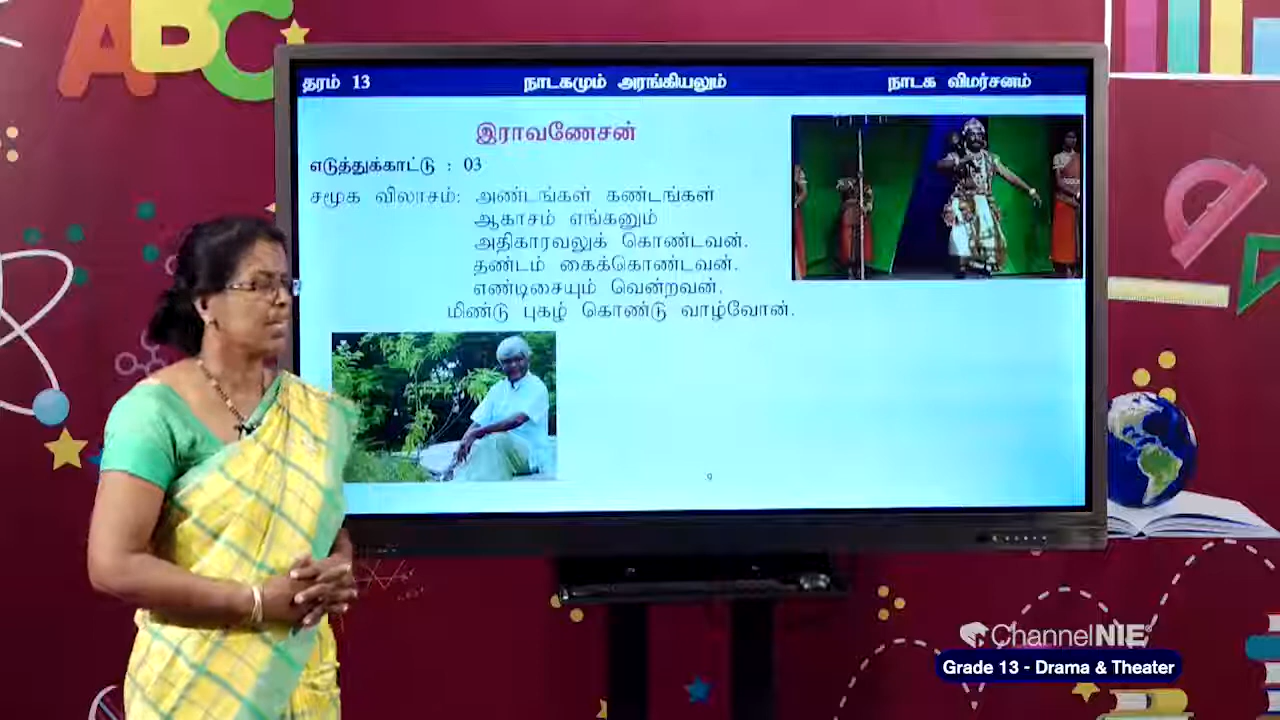 ABC
தரம் 13 நாடகமும் அரங்கியலும் நாடக விமர்சனம்
இராவணேசன்
எடுத்துக்காட்டு : 03
சமூக விலாசம்: அண்டங்கள் கண்டங்கள்
ஆகாசம் எங்கனும்
அதிகாரவலுக் கொண்டவன்.
தண்டம் கைக்கொண்டவன்.
எண்டிசையும் வென்றவன்.
மிண்டு புகழ் கொண்டு வாழ்வோன்.
9
ChannelNIE
Grade 13 - Drama & Theater